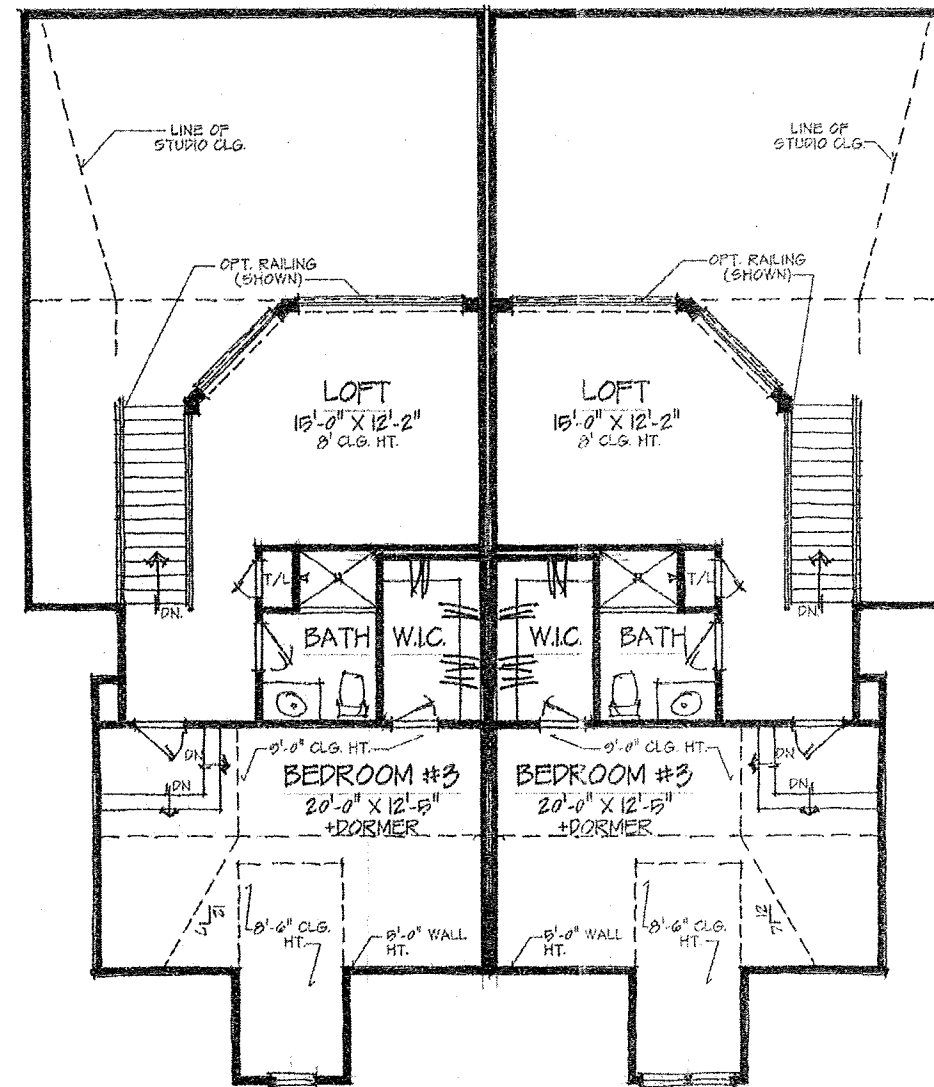 LINE OF
STUDIO CLG.
LINE OF
STUDIO CLG.
OPT. RAILING
(SHOWN)
OPT. RAILING
(SHOWN)
LOFT
15'-0" X 12'-2"
8' CLG. HT.
LOFT
15'-0" X 12'-2"
8' CLG. HT.
T/L
T/L
DN.
DN.
BATH
W.I.C.
W.I.C.
BATH
9'-0" CLG. HT.
9'-0" CLG. HT.
DN
DN
DN
DN
BEDROOM #3
20'-0" X 12'-5"
+DORMER
BEDROOM #3
20'-0" X 12'-5"
+DORMER
8'-6" CLG.
HT.
5'-0" WALL
HT.
5'-0" WALL
HT.
8'-6" CLG.
HT.